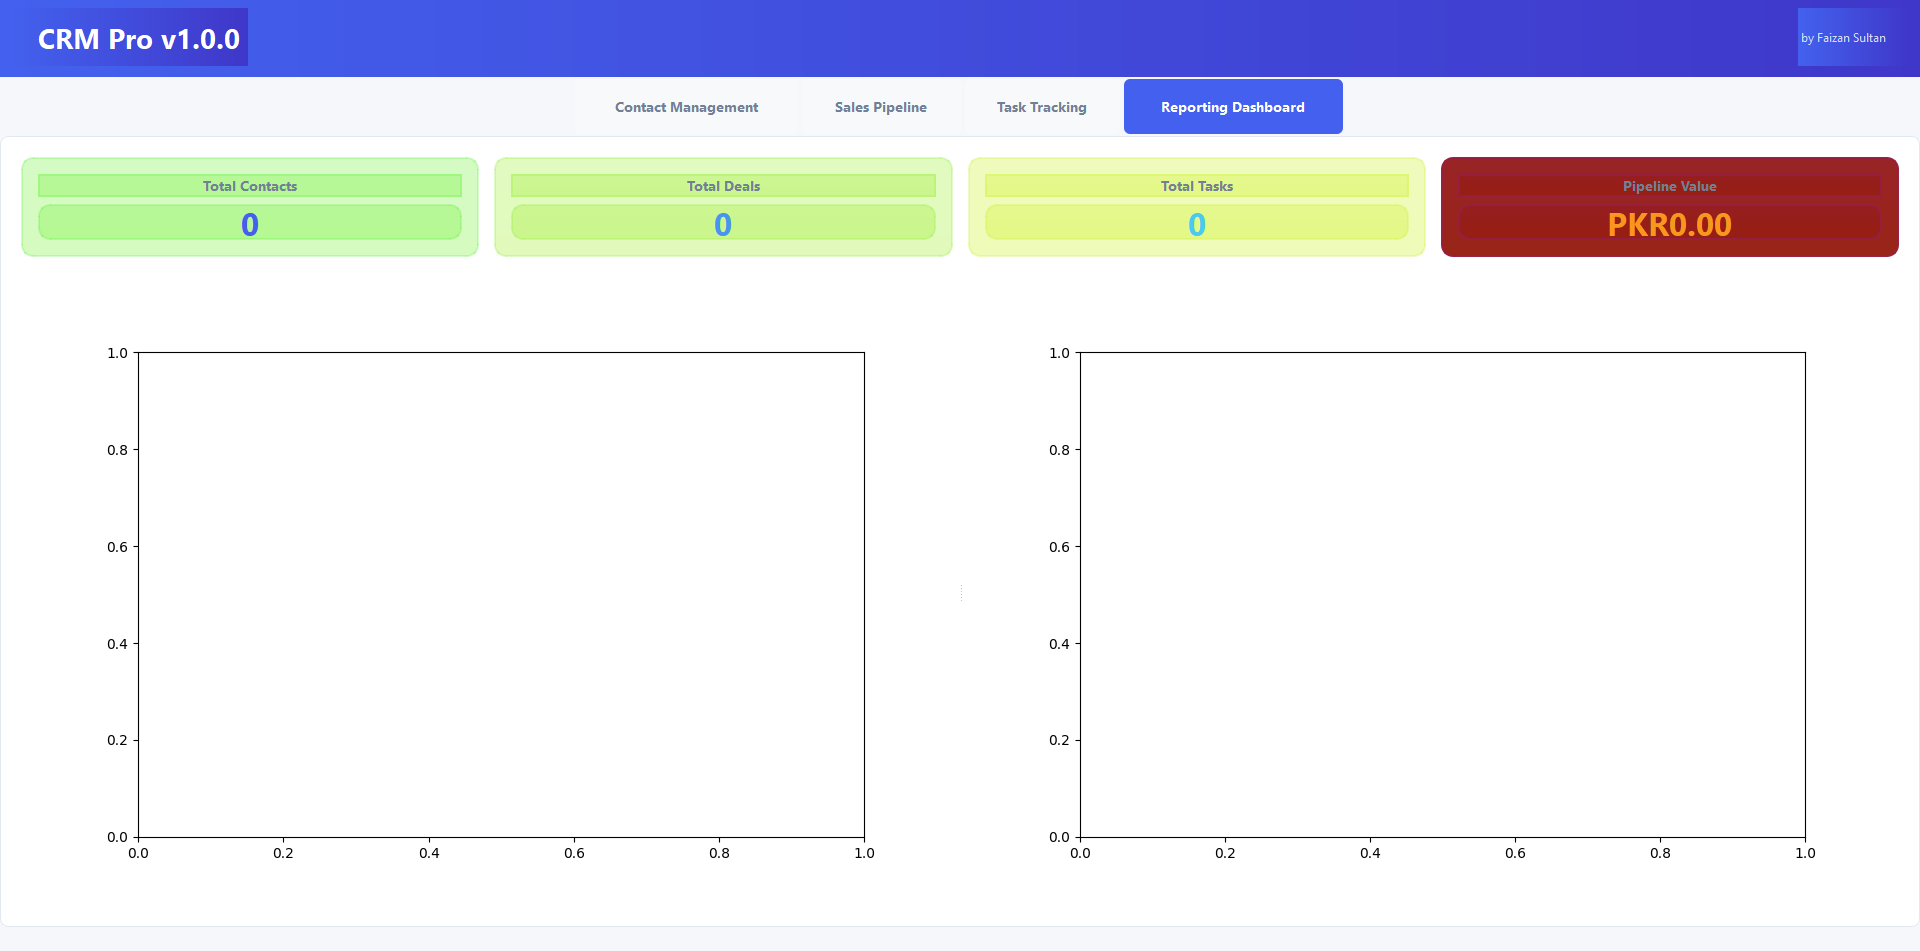 CRM Pro v1.0.0
by Faizan Sultan
Contact Management
Sales Pipeline
Task Tracking
Reporting Dashboard
Total Contacts
0
Total Deals
0
Total Tasks
0
Pipeline Value
PKR0.00
1.0
0.8
0.6
0.4
0.2
0.0
0.0 0.2 0.4 0.6 0.8 1.0
1.0
0.8
0.6
0.4
0.2
0.0
0.0 0.2 0.4 0.6 0.8 1.0